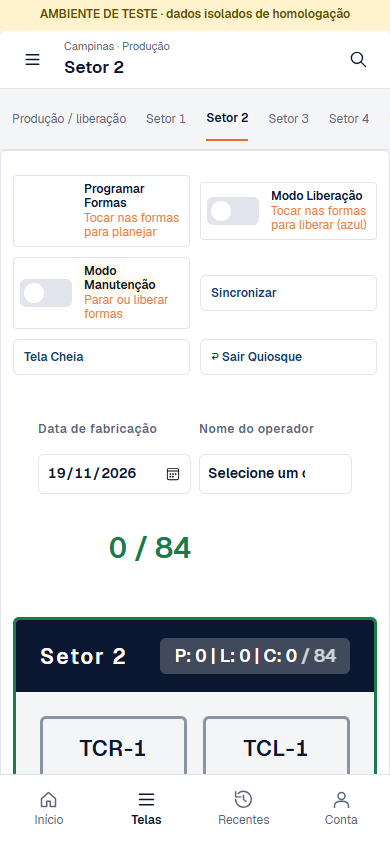 AMBIENTE DE TESTE · dados isolados de homologação
Campinas · Produção
Setor 2
Produção / liberação
Setor 1
Setor 2
Setor 3
Setor 4
Programar
Formas
Tocar nas formas
para planejar
Modo Liberação
Tocar nas formas
para liberar (azul)
Modo
Manutenção
Parar ou liberar
formas
Sincronizar
Tela Cheia
Sair Quiosque
Data de fabricação
Nome do operador
19/11/2026
Selecione um
0 / 84
Setor 2
P: 0 | L: 0 | C: 0 / 84
TCR-1
TCL-1
Início
Telas
Recentes
Conta